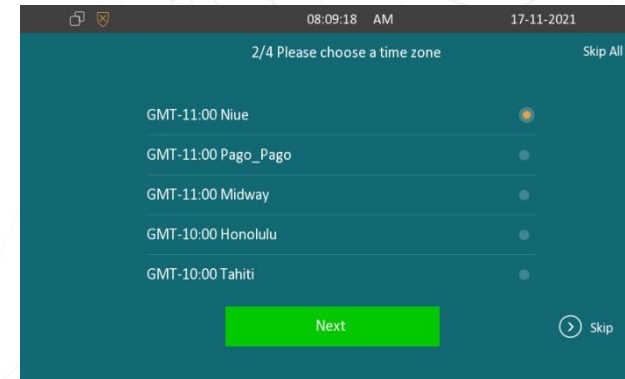 08:09:18 AM 17-11-2021
2/4 Please choose a time zone Skip All
GMT-11:00 Niue
GMT-11:00 Pago_Pago
GMT-11:00 Midway
GMT-10:00 Honolulu
GMT-10:00 Tahiti
Next
Skip